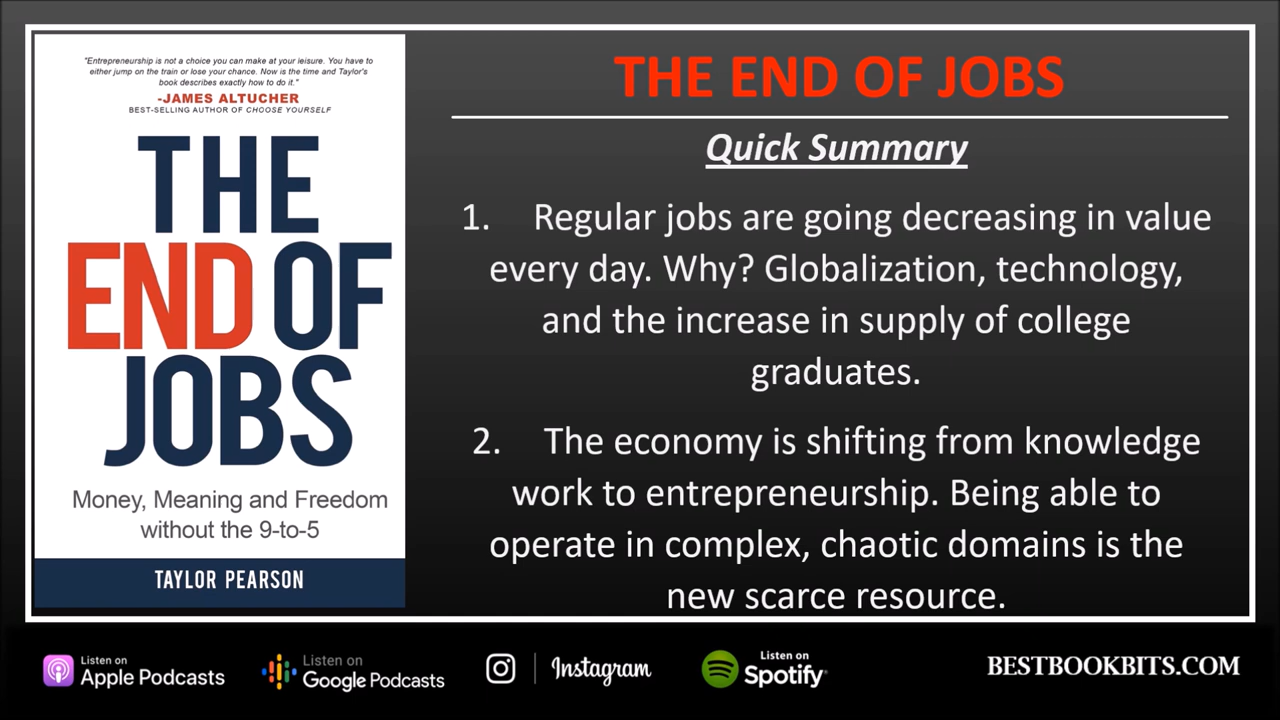 "Entrepreneurship is not a choice you can make at your leisure. You have to
either jump on the train or lose your chance. Now is the time and Taylor's
book describes exactly how to do it."
-JAMES ALTUCHER
BEST-SELLING AUTHOR OF CHOOSE YOURSELF
THE
END OF
JOBS
Money, Meaning and Freedom
without the 9-to-5
TAYLOR PEARSON
THE END OF JOBS
Quick Summary
1. Regular jobs are going decreasing in value
every day. Why? Globalization, technology,
and the increase in supply of college
graduates.
2. The economy is shifting from knowledge
work to entrepreneurship. Being able to
operate in complex, chaotic domains is the
new scarce resource.
Listen on
Apple Podcasts
Listen on
Google Podcasts
Instagram
Listen on
Spotify
BESTBOOKBITS.COM